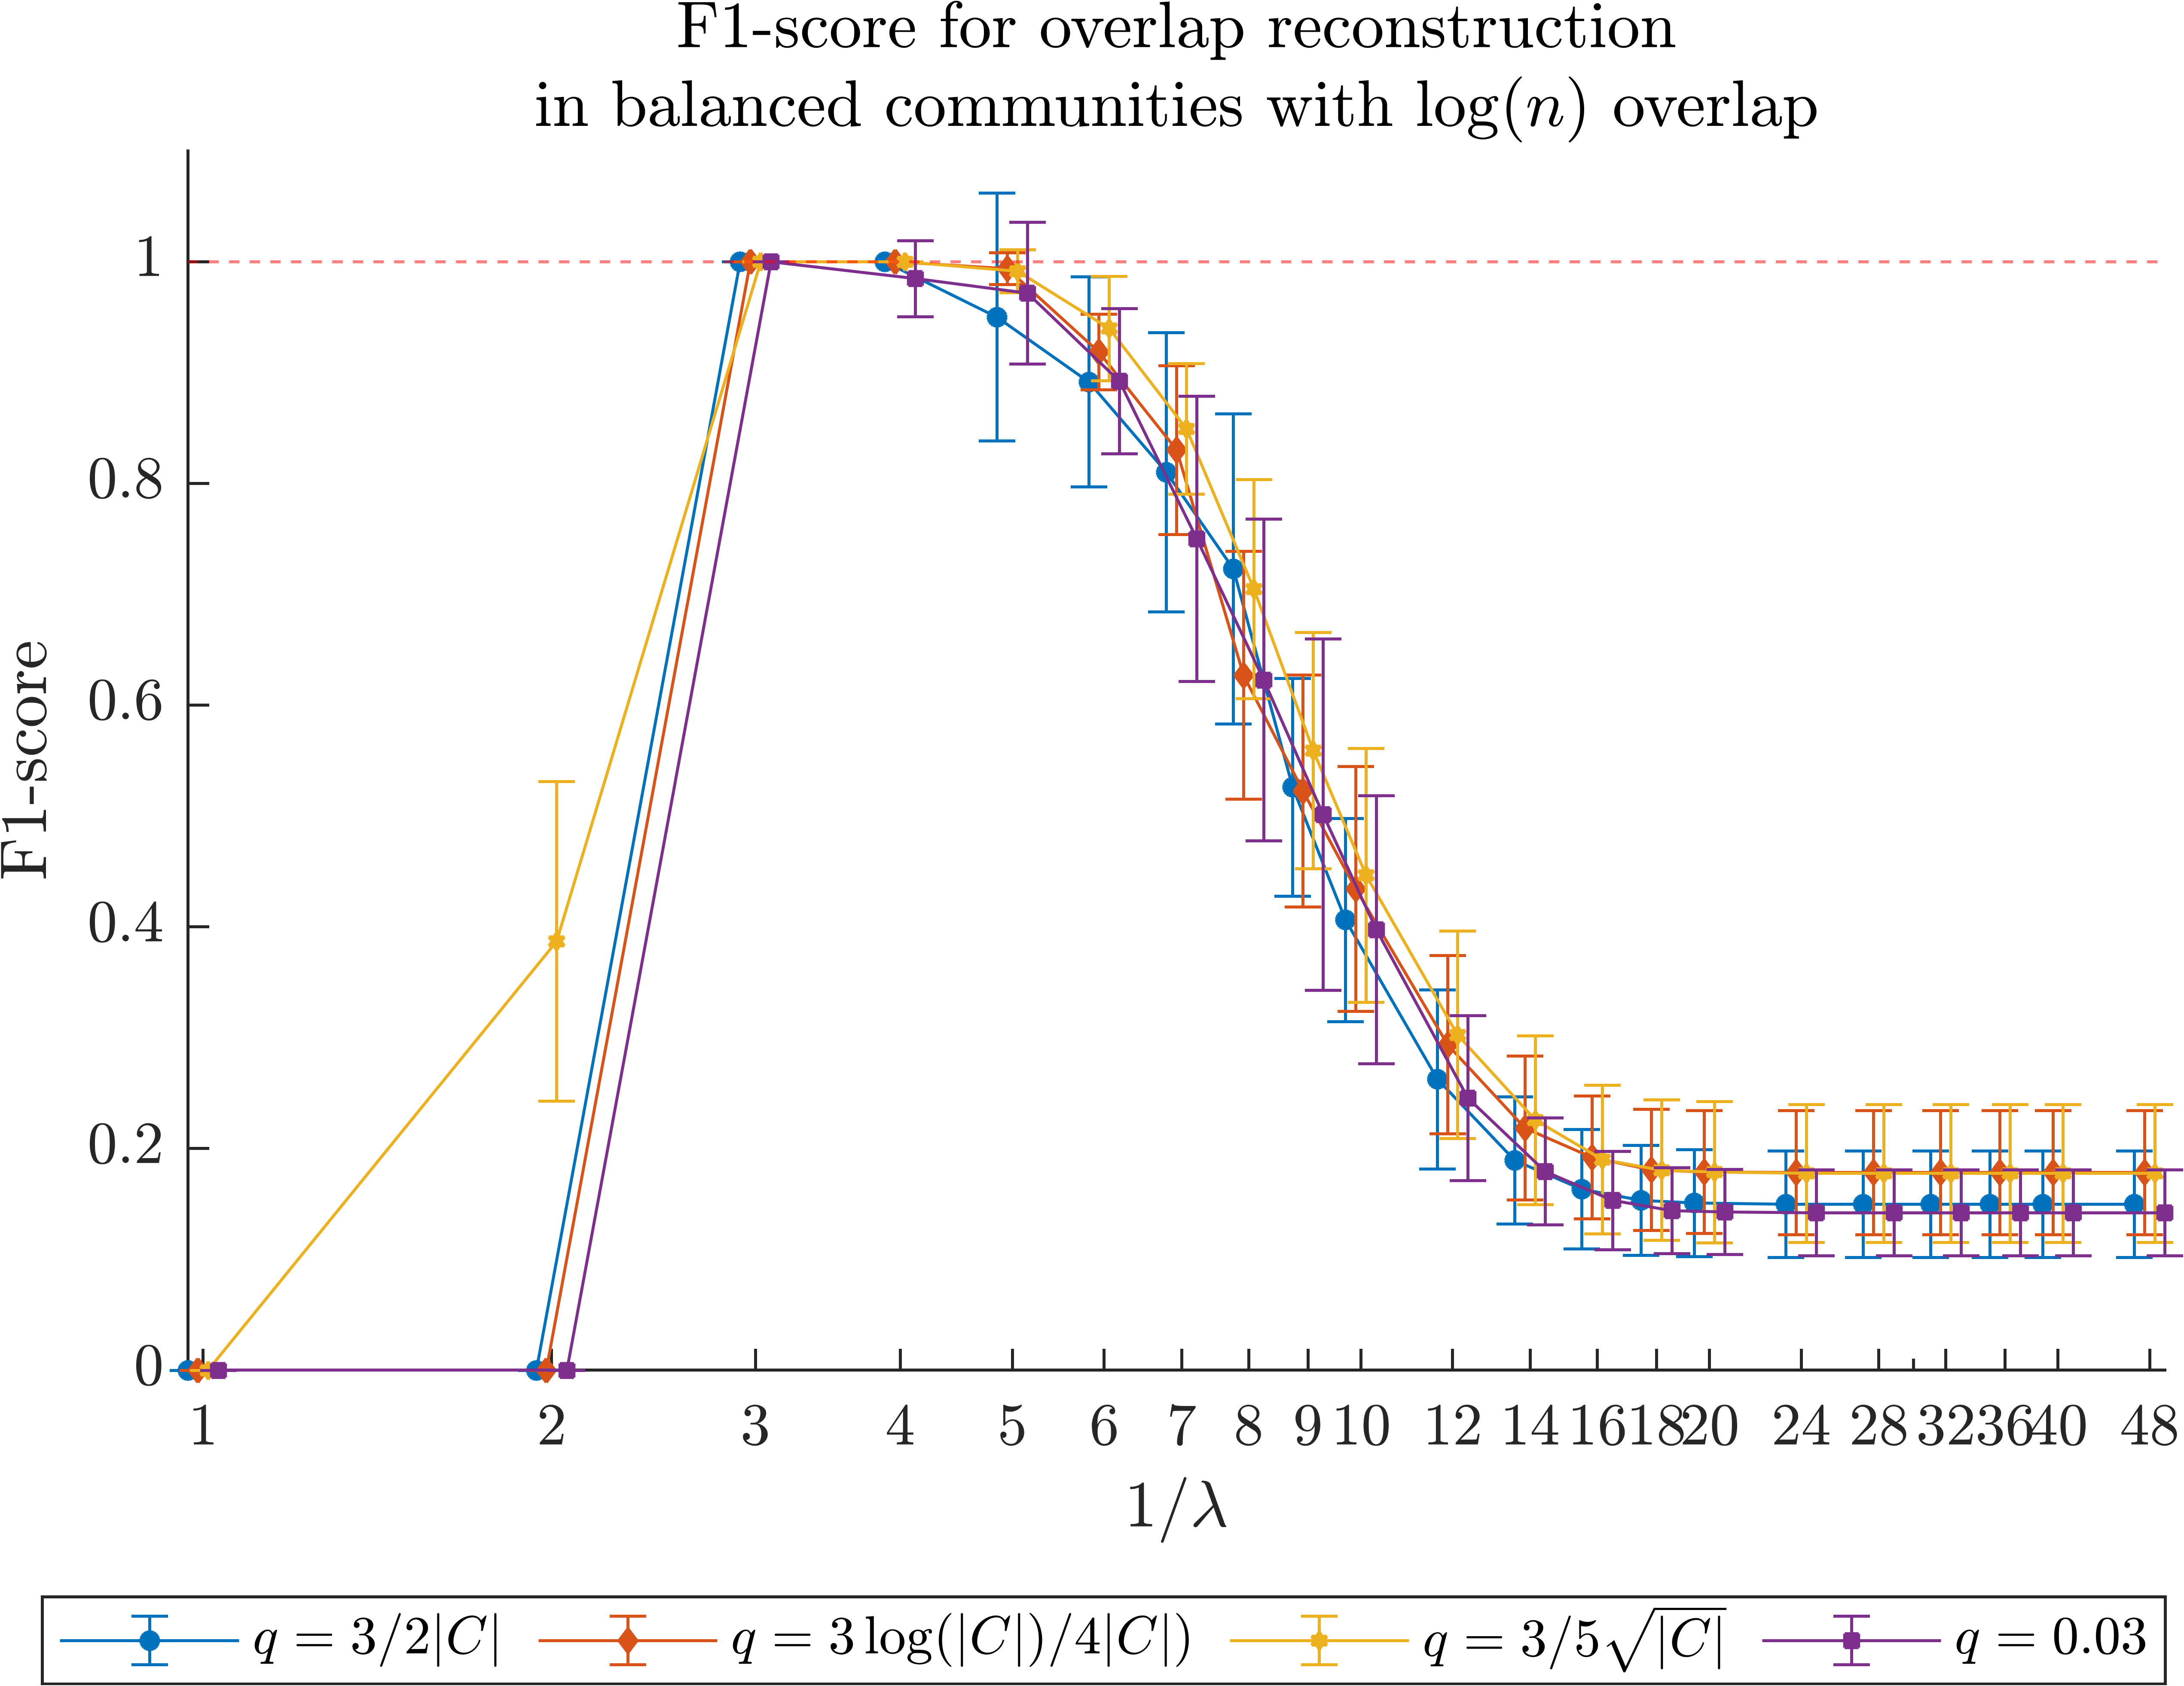 F1-score for overlap reconstruction
in balanced communities with log(n) overlap
F1-score
1
0.8
0.6
0.4
0.2
0
1 2 3 4 5 6 7 8 9 10 12 14 16 18 20 24 28 32 36 40 48
1/λ
q = 3/2|C| q = 3 log(|C|)/4|C|) q = 3/5√|C| q = 0.03